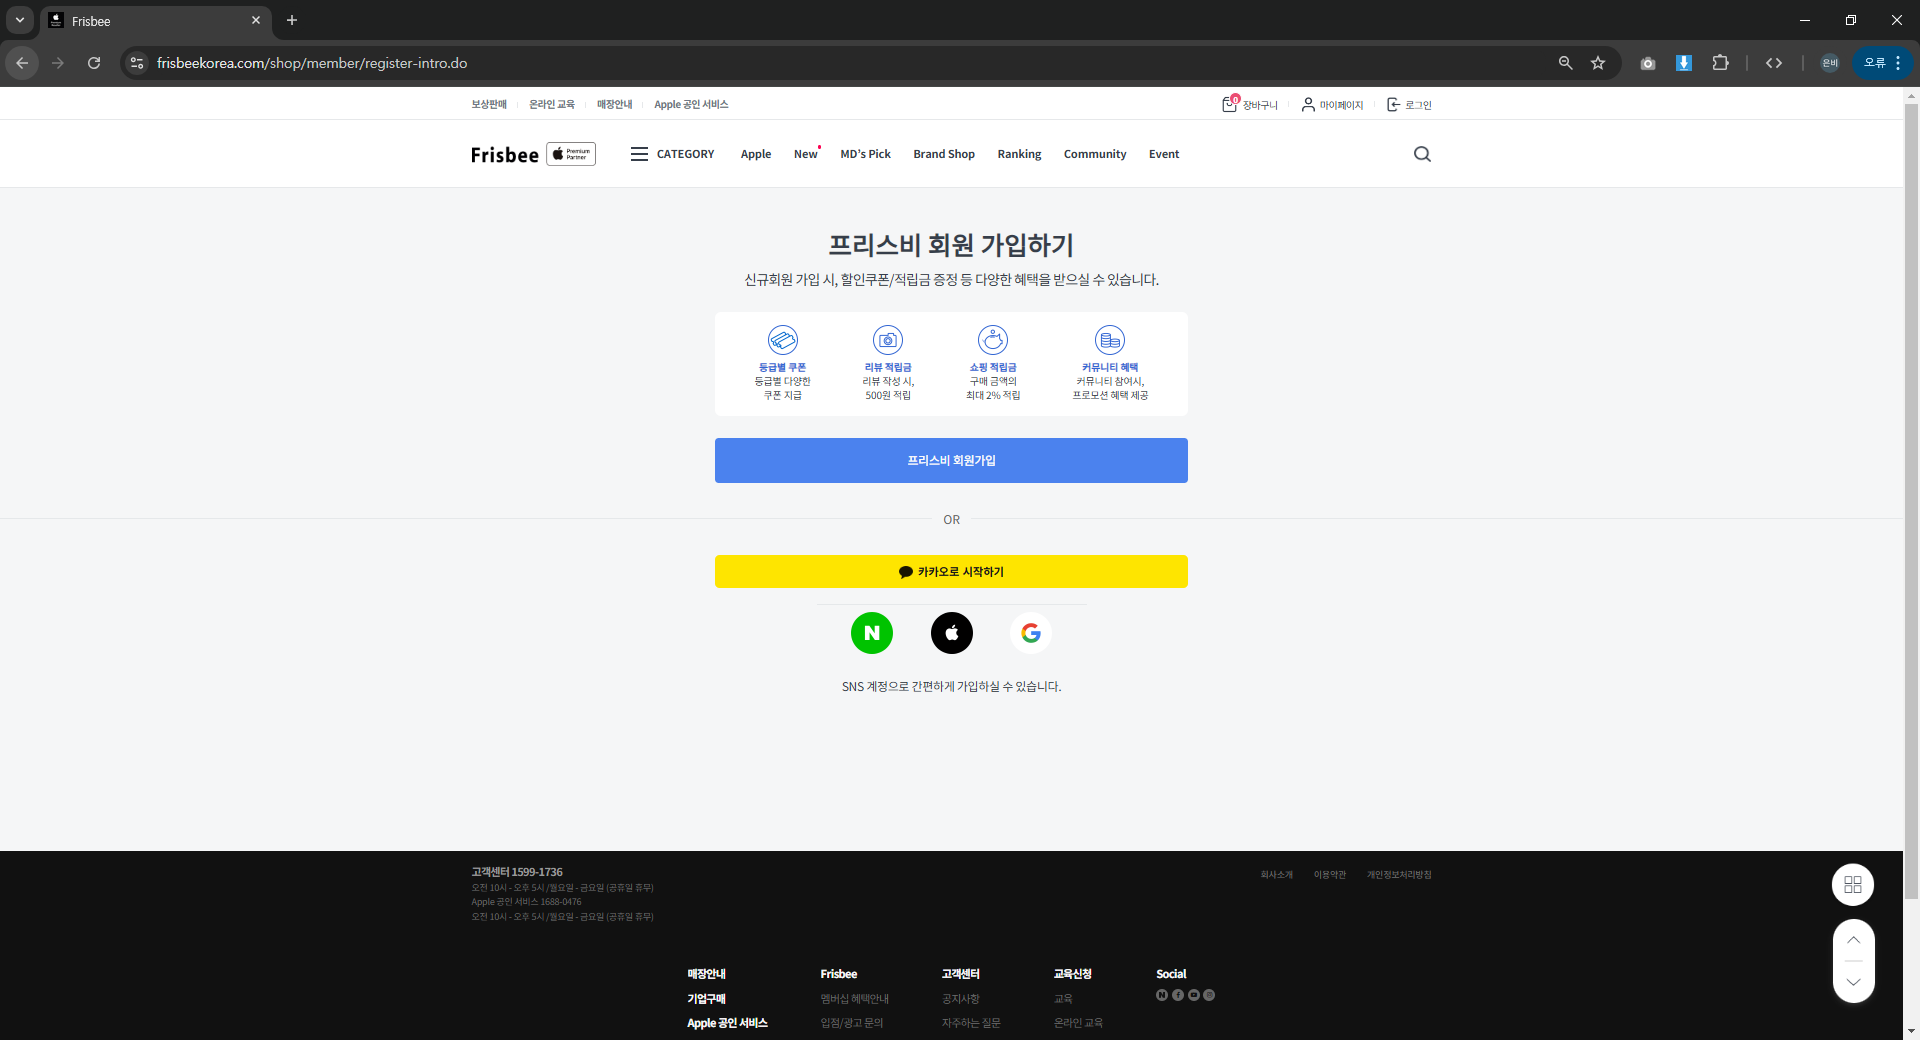 Frisbee
frisbeekorea.com/shop/member/register-intro.do
은비
오류
보상판매
온라인 교육
매장안내
Apple 공인 서비스
0
장바구니
마이페이지
로그인
Frisbee
Premium
Partner
CATEGORY
Apple
New
MD's Pick
Brand Shop
Ranking
Community
Event
프리스비 회원 가입하기
신규회원 가입 시, 할인쿠폰/적립금 증정 등 다양한 혜택을 받으실 수 있습니다.
등급별 쿠폰
등급별 다양한
쿠폰 지급
리뷰 적립금
리뷰 작성 시,
500원 적립
쇼핑 적립금
구매 금액의
최대 2% 적립
커뮤니티 혜택
커뮤니티 참여시,
프로모션 혜택 제공
프리스비 회원가입
OR
카카오로 시작하기
N
G
SNS 계정으로 간편하게 가입하실 수 있습니다.
고객센터 1599-1736
오전 10시 - 오후 5시 /월요일 - 금요일 (공휴일 휴무)
Apple 공인 서비스 1688-0476
오전 10시 - 오후 5시 /월요일 - 금요일 (공휴일 휴무)
회사소개
이용약관
개인정보처리방침
매장안내
기업구매
Apple 공인 서비스
Frisbee
멤버십 혜택안내
입점/광고 문의
고객센터
공지사항
자주하는 질문
교육신청
교육
온라인 교육
Social